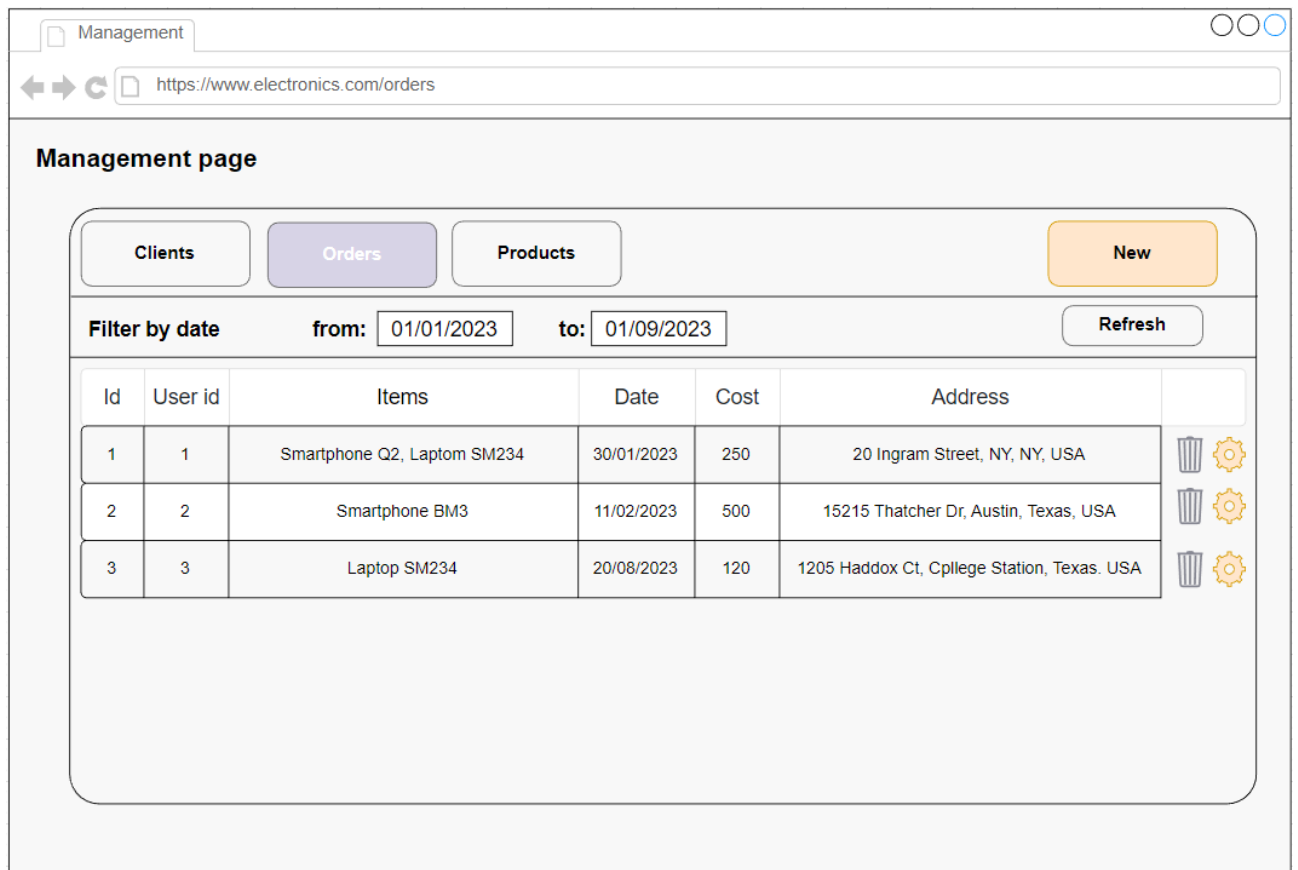 Management
https://www.electronics.com/orders
Management page
Clients Orders Products New
Filter by date from: 01/01/2023 to: 01/09/2023 Refresh
Id User id Items Date Cost Address
1 1 Smartphone Q2, Laptom SM234 30/01/2023 250 20 Ingram Street, NY, NY, USA
2 2 Smartphone BM3 11/02/2023 500 15215 Thatcher Dr, Austin, Texas, USA
3 3 Laptop SM234 20/08/2023 120 1205 Haddox Ct, Cpllege Station, Texas. USA